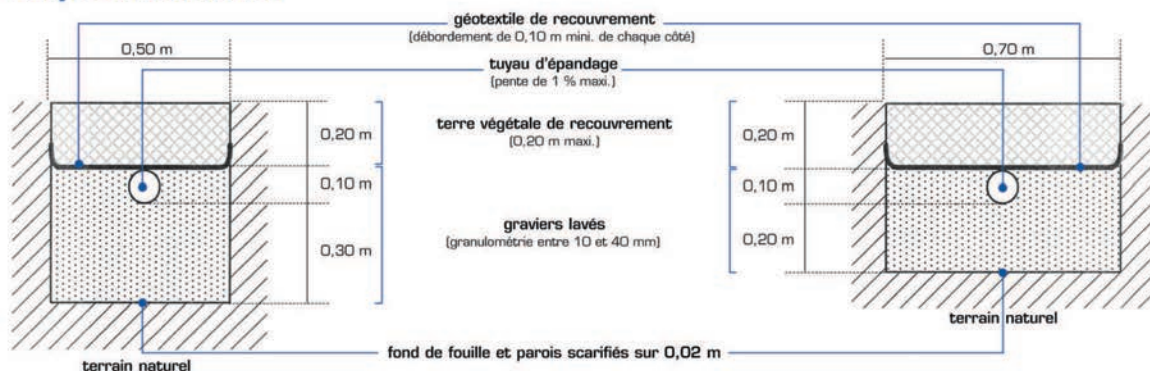 géotextile de recouvrement
(débordement de 0,10 m mini. de chaque côté)
0,50 m
0,70 m
tuyau d'épandage
(pente de 1 % maxi.)
0,20 m
terre végétale de recouvrement
(0,20 m maxi.)
0,20 m
0,10 m
0,10 m
graviers lavés
(granulométrie entre 10 et 40 mm)
0,30 m
0,20 m
terrain naturel
fond de fouille et parois scarifiés sur 0,02 m
terrain naturel